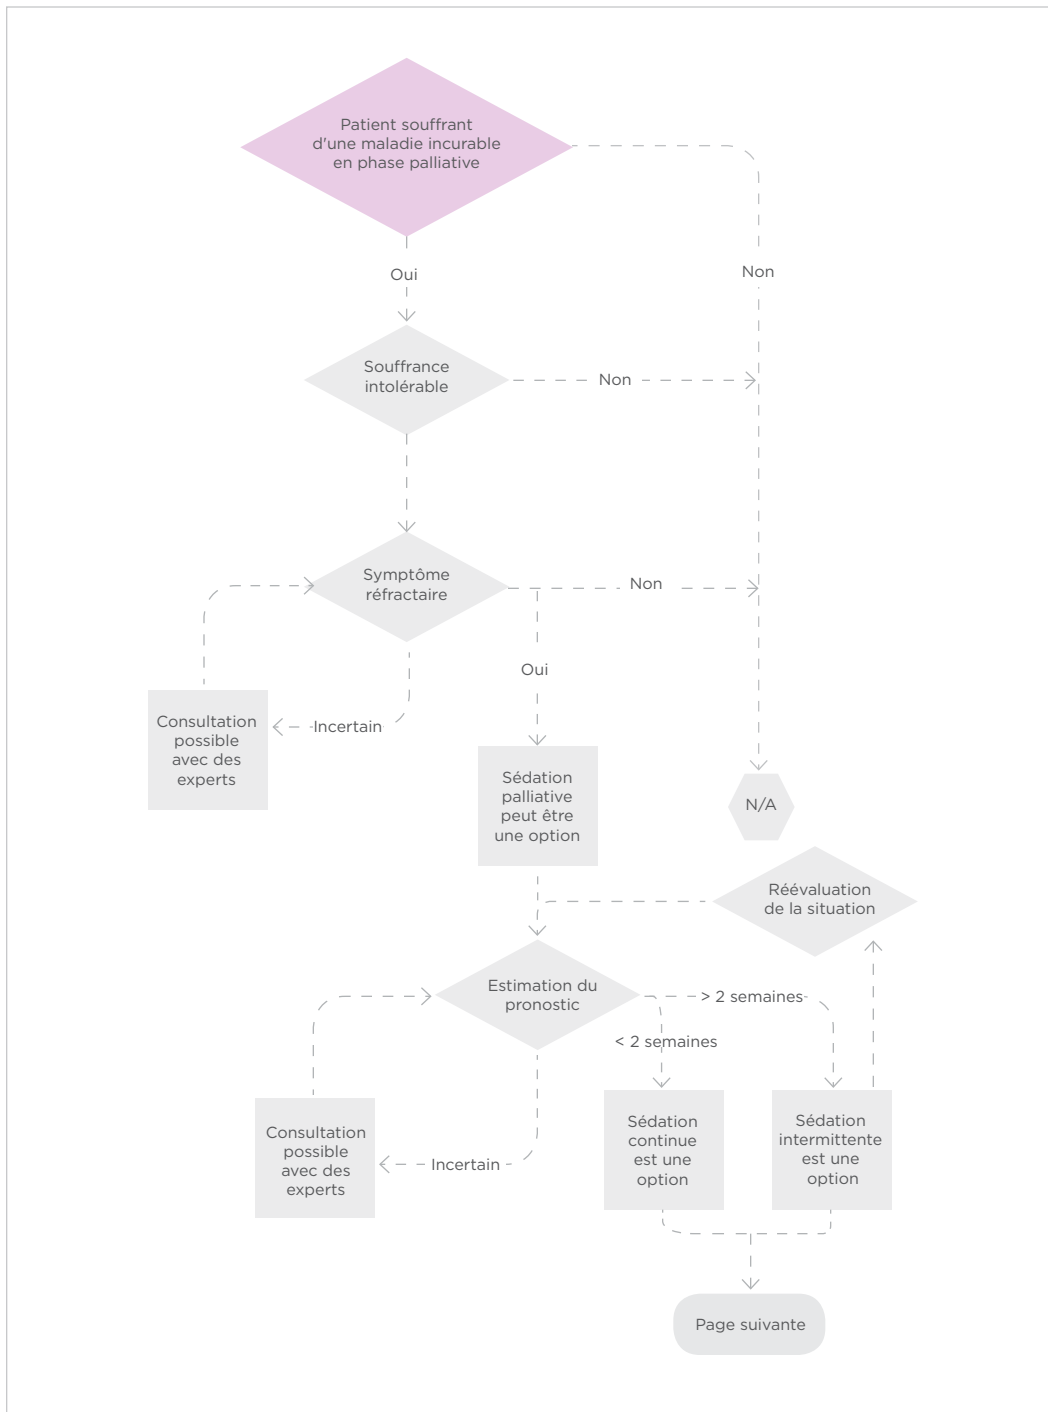 Patient souffrant
d'une maladie incurable
en phase palliative
Oui
Non
Souffrance
intolérable
Non
Symptôme
réfractaire
Non
Oui
Consultation
possible
avec des
experts
Incertain
Sédation
palliative
peut être
une option
N/A
Réévaluation
de la situation
Estimation du
pronostic
> 2 semaines
< 2 semaines
Consultation
possible
avec des
experts
Incertain
Sédation
continue
est une
option
Sédation
intermittente
est une
option
Page suivante